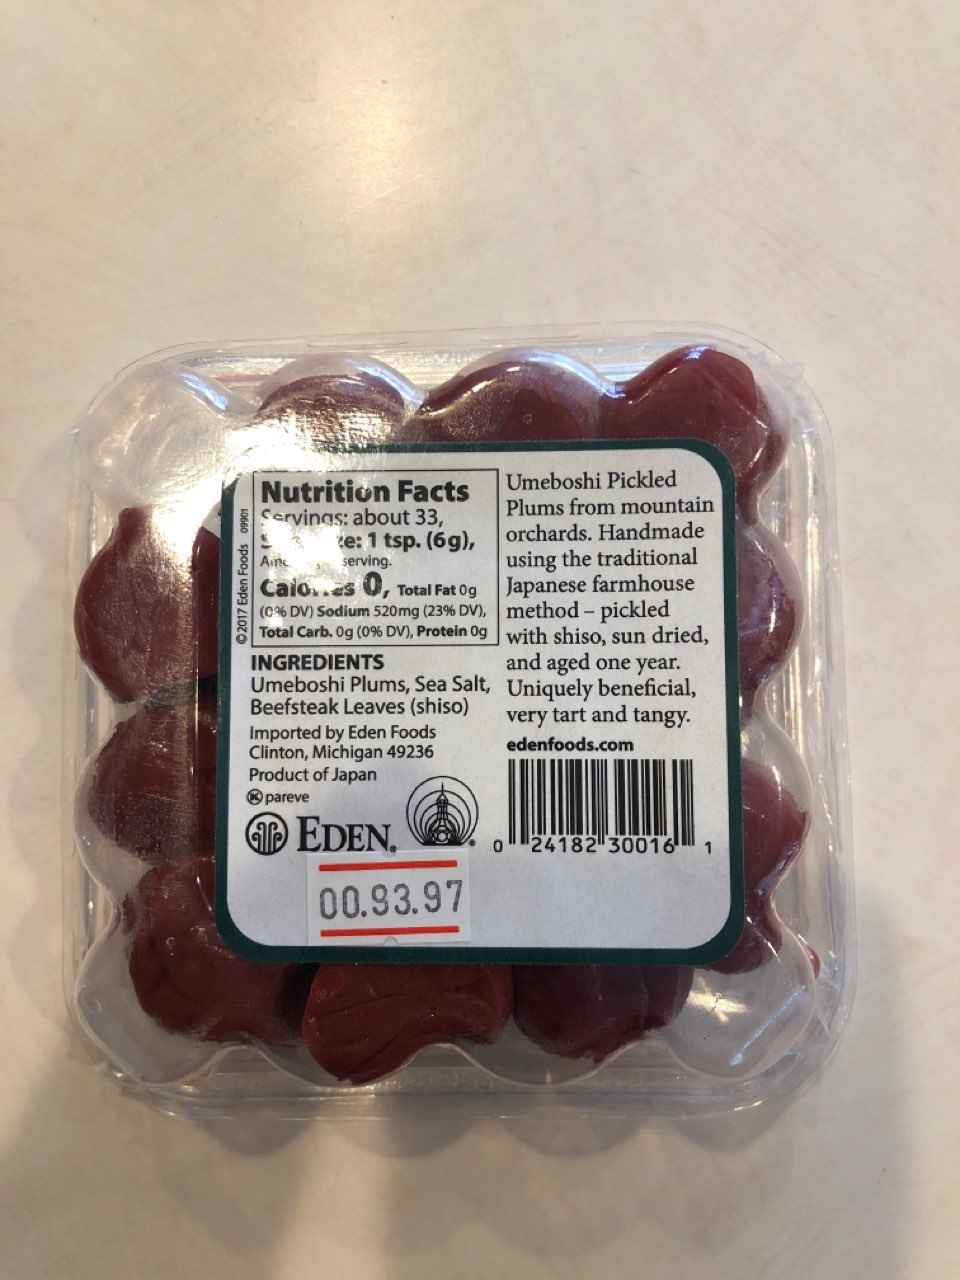 ©2017 Eden Foods 09901
Nutrition Facts
Servings: about 33,
1 tsp. (6g),
serving.
Calories 0, Total Fat 0g
(0% DV) Sodium 520mg (23% DV),
Total Carb. 0g (0% DV), Protein 0g
INGREDIENTS
Umeboshi Plums, Sea Salt,
Beefsteak Leaves (shiso)
Imported by Eden Foods
Clinton, Michigan 49236
Product of Japan
K pareve
EDEN®
00.93.97
Umeboshi Pickled
Plums from mountain
orchards. Handmade
using the traditional
Japanese farmhouse
method – pickled
with shiso, sun dried,
and aged one year.
Uniquely beneficial,
very tart and tangy.
edenfoods.com
0 24182 30016 1